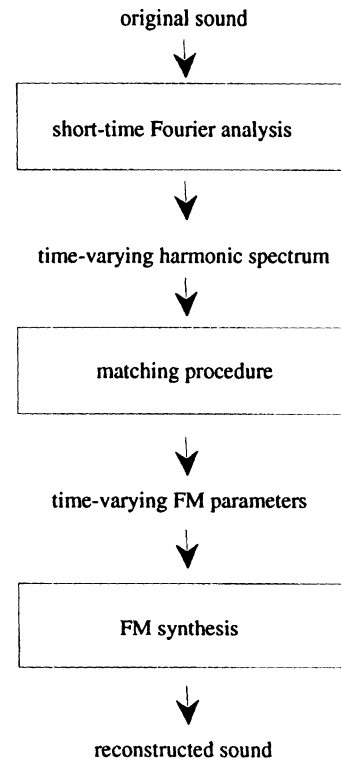 original sound
short-time Fourier analysis
time-varying harmonic spectrum
matching procedure
time-varying FM parameters
FM synthesis
reconstructed sound